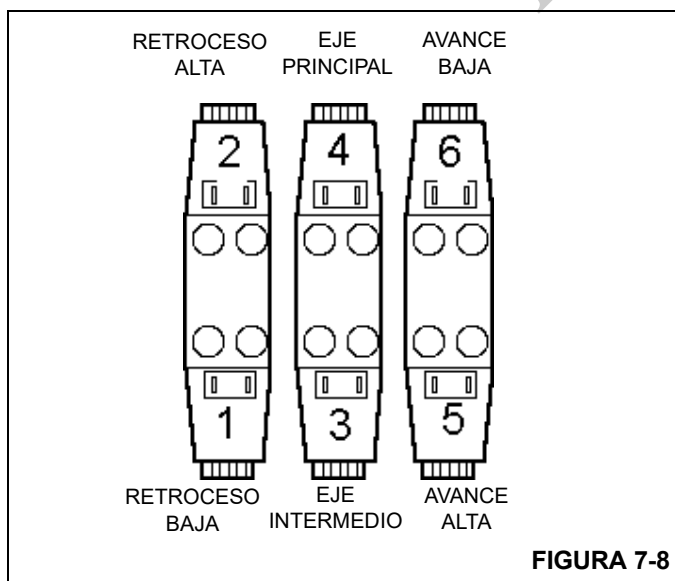 RETROCESO ALTA
EJE PRINCIPAL
AVANCE BAJA
2 4 6
1 3 5
RETROCESO BAJA
EJE INTERMEDIO
AVANCE ALTA
FIGURA 7-8